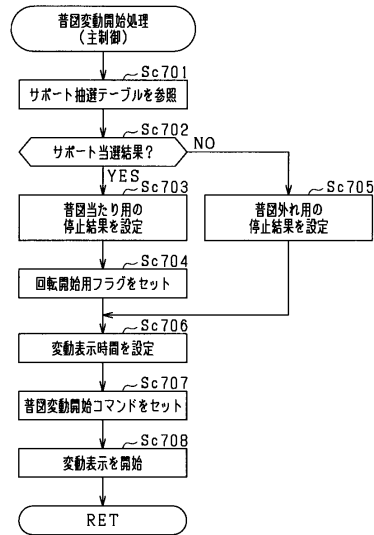 普図変動開始処理
(主制御)
Sc701
サポート抽選テーブルを参照
Sc702
サポート当選結果?
NO
YES
Sc703
普図当たり用の
停止結果を設定
Sc705
普図外れ用の
停止結果を設定
Sc704
回転開始用フラグをセット
Sc706
変動表示時間を設定
Sc707
普図変動開始コマンドをセット
Sc708
変動表示を開始
RET